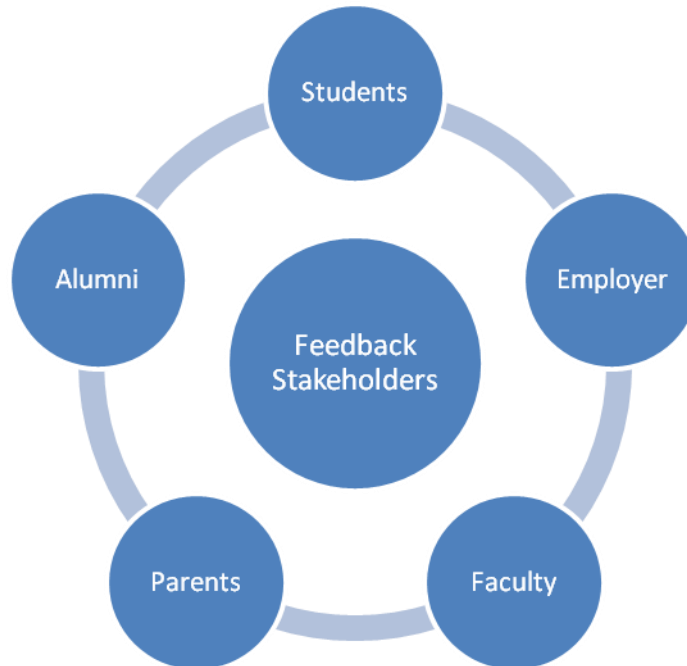 Students
Alumni
Employer
Feedback
Stakeholders
Parents
Faculty